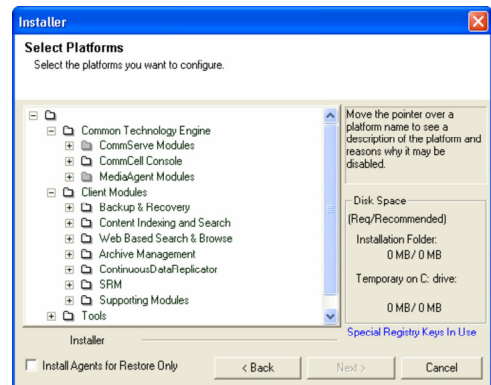 Installer
Select Platforms
Select the platforms you want to configure.
Common Technology Engine
CommServe Modules
CommCell Console
MediaAgent Modules
Client Modules
Backup & Recovery
Content Indexing and Search
Web Based Search & Browse
Archive Management
ContinuousDataReplicator
SRM
Supporting Modules
Tools
Move the pointer over a
platform name to see a
description of the platform and
reasons why it may be
disabled.
Disk Space
(Req/Recommended)
Installation Folder:
0 MB/ 0 MB
Temporary on C: drive:
0 MB/ 0 MB
Special Registry Keys In Use
Installer
Install Agents for Restore Only
< Back
Next >
Cancel